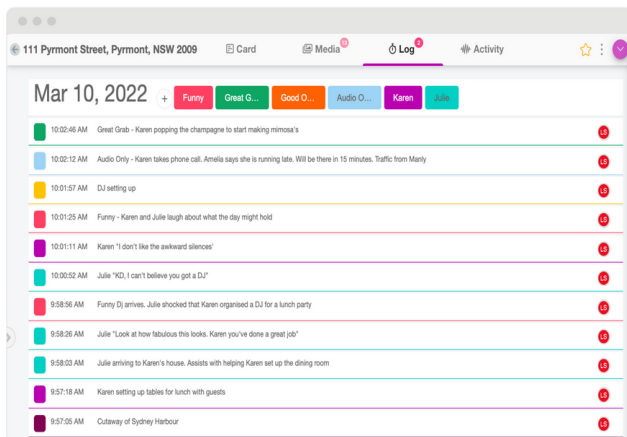 111 Pyrmont Street, Pyrmont, NSW 2009
Card
Media
13
Log
2
Activity
Mar 10, 2022
+
Funny
Great G...
Good O...
Audio O...
Karen
Julie
10:02:46 AM Great Grab - Karen popping the champagne to start making mimosa's
LS
10:02:12 AM Audio Only - Karen takes phone call. Amelia says she is running late. Will be there in 15 minutes. Traffic from Manly
LS
10:01:57 AM DJ setting up
LS
10:01:25 AM Funny - Karen and Julie laugh about what the day might hold
LS
10:01:11 AM Karen "I don't like the awkward silences'
LS
10:00:52 AM Julie "KD, I can't believe you got a DJ"
LS
9:58:56 AM Funny Dj arrives. Julie shocked that Karen organised a DJ for a lunch party
LS
9:58:26 AM Julie "Look at how fabulous this looks. Karen you've done a great job"
LS
9:58:03 AM Julie arriving to Karen's house. Assists with helping Karen set up the dining room
LS
9:57:18 AM Karen setting up tables for lunch with guests
LS
9:57:05 AM Cutaway of Sydney Harbour
LS